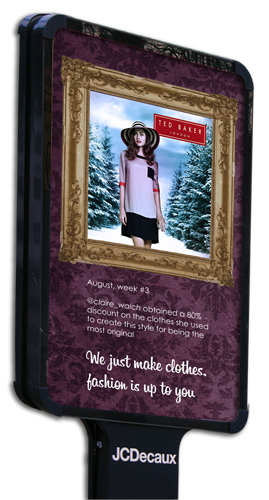 TED BAKER
LONDON
August, week #3
@claire_walch obtained a 80%
discount on the clothes she used
to create this style for being the
most original
We just make clothes.
fashion is up to you
JCDecaux